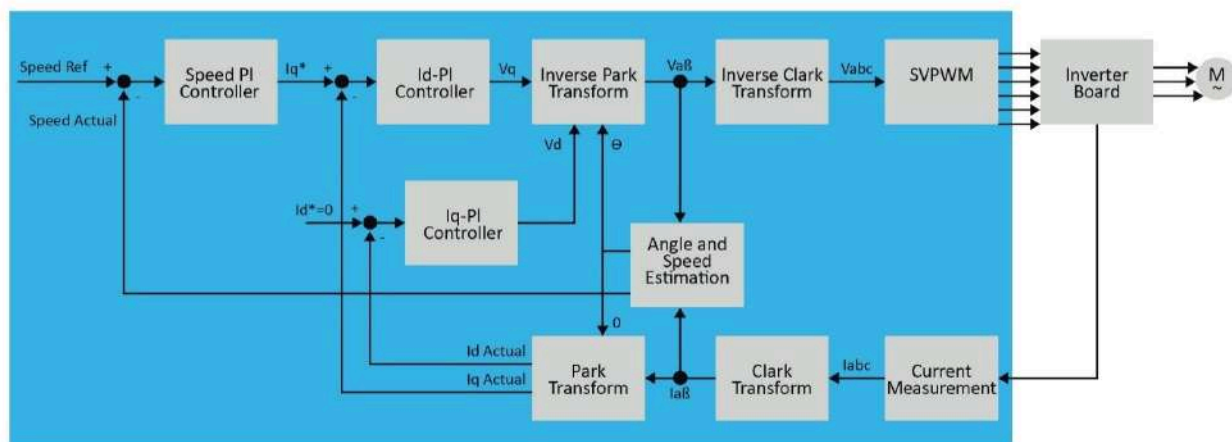 Speed Ref
+
-
Speed Actual
Speed PI
Controller
Iq*
+
-
Id-PI
Controller
Vq
Inverse Park
Transform
Vaß
Inverse Clark
Transform
Vabc
SVPWM
Inverter
Board
M
~
Vd
Θ
Id*=0
+
-
Iq-PI
Controller
Angle and
Speed
Estimation
0
Id Actual
Iq Actual
Park
Transform
Iaß
Clark
Transform
Iabc
Current
Measurement